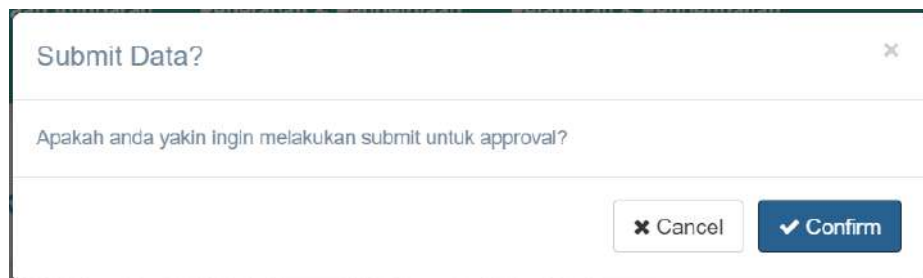 Submit Data?
×
Apakah anda yakin ingin melakukan submit untuk approval?
✖ Cancel
✔ Confirm